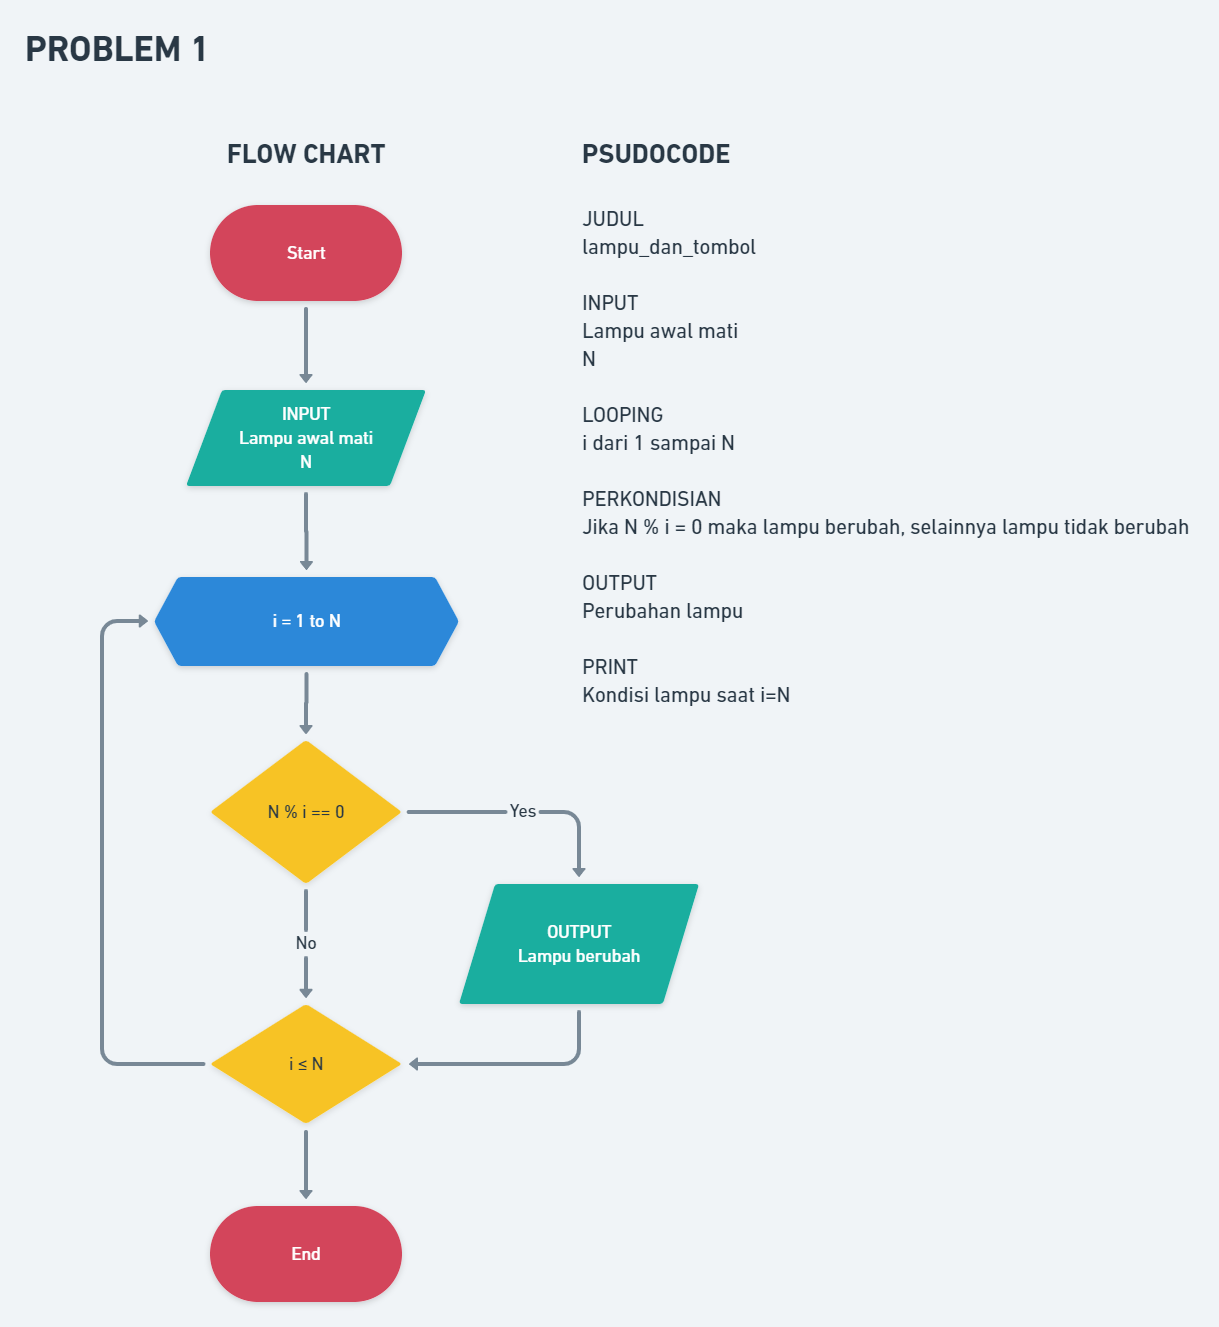 PROBLEM 1
FLOW CHART
Start
INPUT
Lampu awal mati
N
i = 1 to N
N % i == 0
Yes
No
OUTPUT
Lampu berubah
i ≤ N
End
PSUDOCODE
JUDUL
lampu_dan_tombol
INPUT
Lampu awal mati
N
LOOPING
i dari 1 sampai N
PERKONDISIAN
Jika N % i = 0 maka lampu berubah, selainnya lampu tidak berubah
OUTPUT
Perubahan lampu
PRINT
Kondisi lampu saat i=N